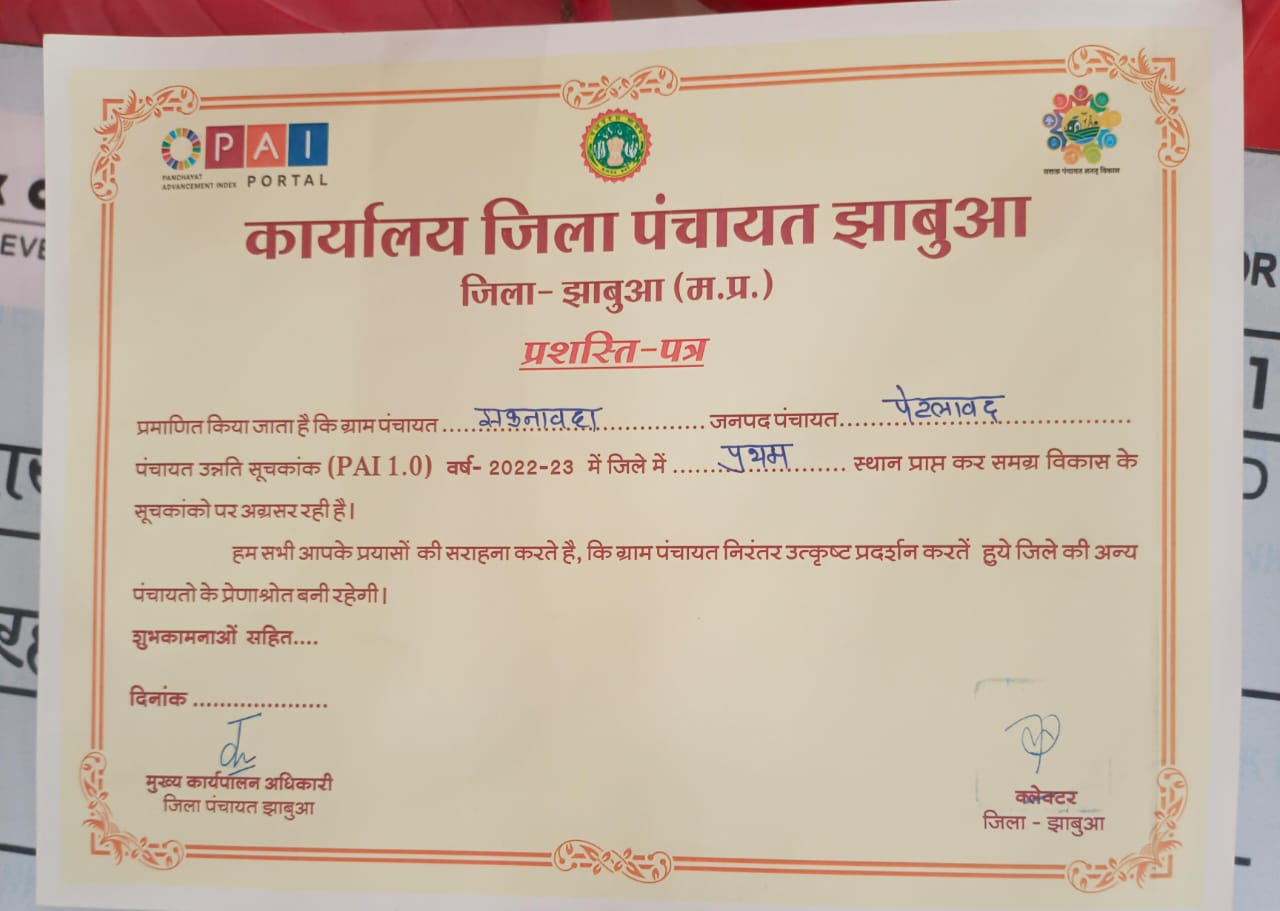 PAI
PANCHAYAT
ADVANCEMENT INDEX PORTAL
सशक्त पंचायत सतत् विकास
कार्यालय जिला पंचायत झाबुआ
जिला- झाबुआ (म.प्र.)
प्रशस्ति-पत्र
प्रमाणित किया जाता है कि ग्राम पंचायत ...................... जनपद पंचायत पेटलावद
पंचायत उन्नति सूचकांक (PAI 1.0) वर्ष- 2022-23 में जिले में प्रथम स्थान प्राप्त कर समग्र विकास के
सूचकांको पर अग्रसर रही है।
हम सभी आपके प्रयासों की सराहना करते है, कि ग्राम पंचायत निरंतर उत्कृष्ट प्रदर्शन करतें हुये जिले की अन्य
पंचायतो के प्रेणाश्रोत बनी रहेगी।
शुभकामनाओं सहित....
दिनांक ......................
मुख्य कार्यपालन अधिकारी
जिला पंचायत झाबुआ
कलेक्टर
जिला - झाबुआ